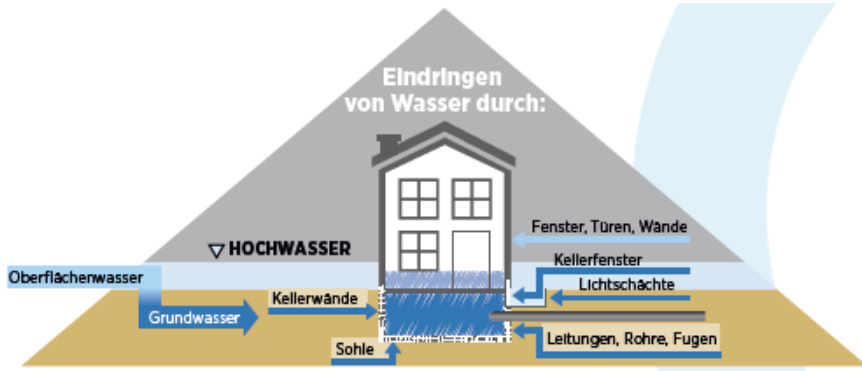 Eindringen
von Wasser durch:
Fenster, Türen, Wände
HOCHWASSER
Kellerfenster
Oberflächenwasser
Lichtschächte
Kellerwände
Grundwasser
Leitungen, Rohre, Fugen
Sohle